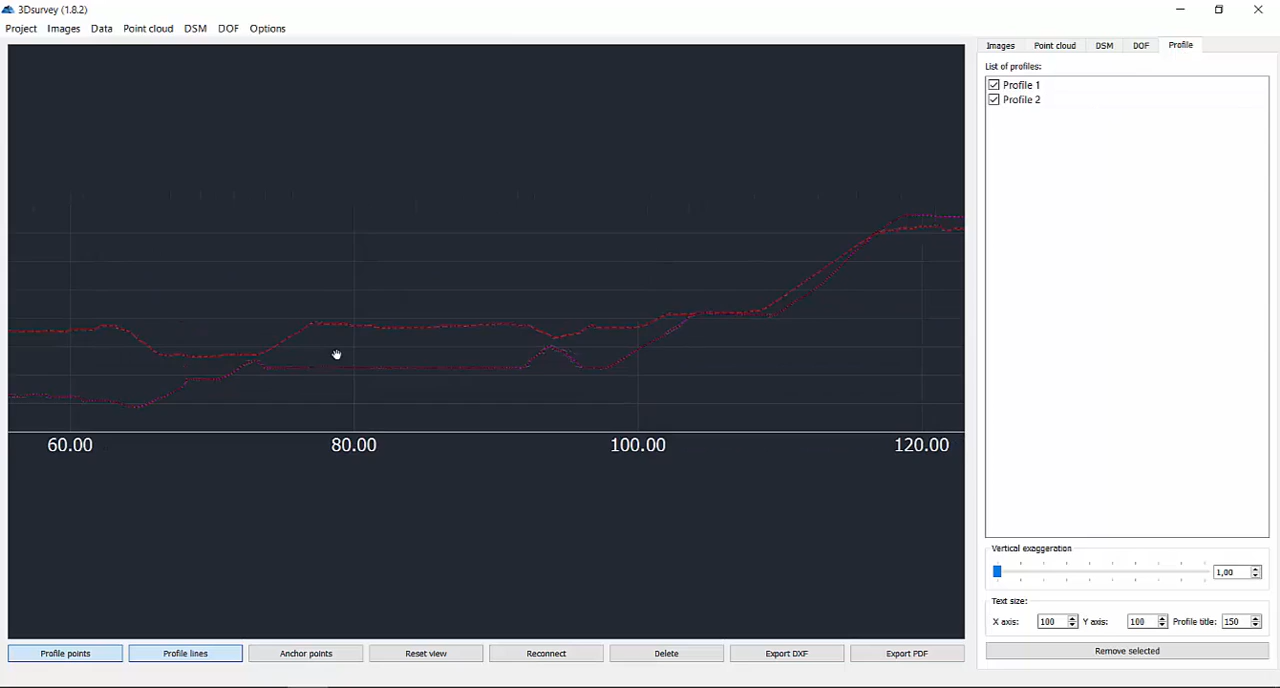 3Dsurvey (1.8.2)
Project Images Data Point cloud DSM DOF Options
Images Point cloud DSM DOF Profile
List of profiles:
Profile 1
Profile 2
60.00 80.00 100.00 120.00
Vertical exaggeration
1,00
Text size:
X axis: 100 Y axis: 100 Profile title: 150
Remove selected
Profile points Profile lines Anchor points Reset view Reconnect Delete Export DXF Export PDF